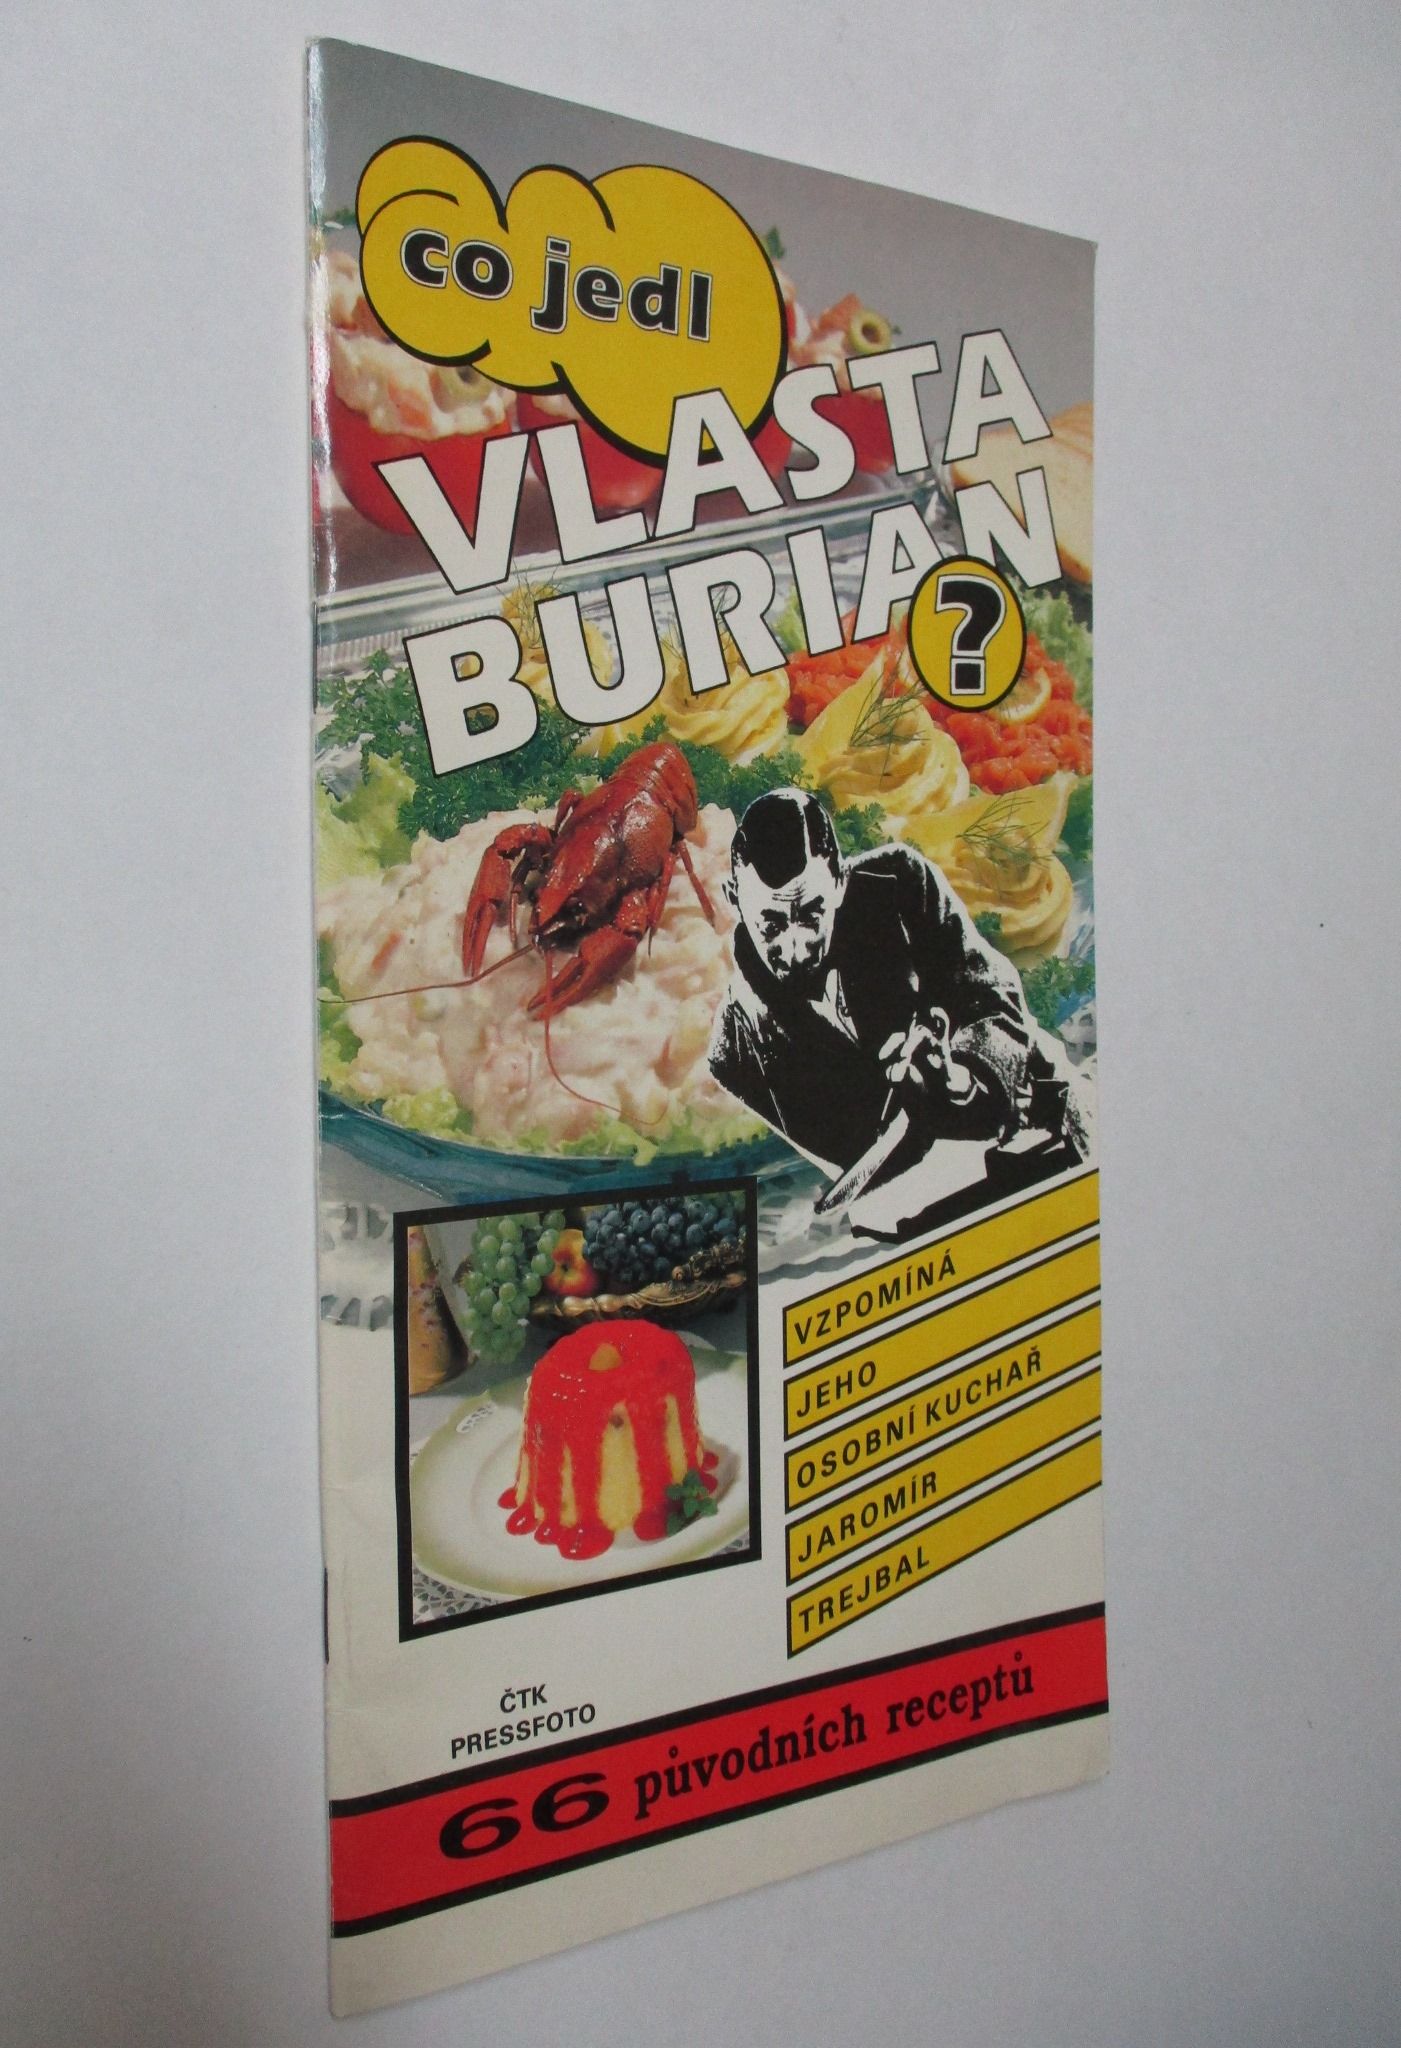 co jedl
VLASTA
BURIAN
?
VZPOMÍNÁ
JEHO
OSOBNÍ KUCHAŘ
JAROMÍR
TREJBAL
ČTK
PRESSFOTO
66 původních receptů